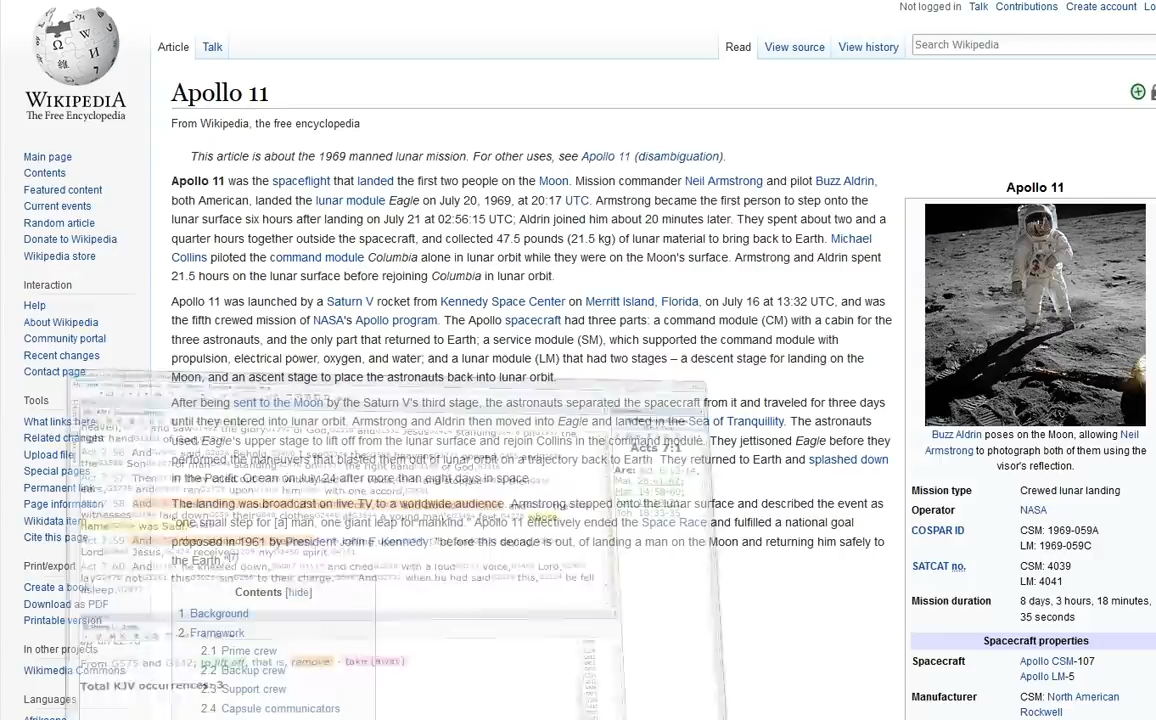 Not logged in Talk Contributions Create account Lo
WIKIPEDIA
The Free Encyclopedia
Article Talk Read View source View history Search Wikipedia
Apollo 11
From Wikipedia, the free encyclopedia
This article is about the 1969 manned lunar mission. For other uses, see Apollo 11 (disambiguation).
Apollo 11 was the spaceflight that landed the first two people on the Moon. Mission commander Neil Armstrong and pilot Buzz Aldrin,
both American, landed the lunar module Eagle on July 20, 1969, at 20:17 UTC. Armstrong became the first person to step onto the
lunar surface six hours after landing on July 21 at 02:56:15 UTC; Aldrin joined him about 20 minutes later. They spent about two and a
quarter hours together outside the spacecraft, and collected 47.5 pounds (21.5 kg) of lunar material to bring back to Earth. Michael
Collins piloted the command module Columbia alone in lunar orbit while they were on the Moon's surface. Armstrong and Aldrin spent
21.5 hours on the lunar surface before rejoining Columbia in lunar orbit.
Apollo 11 was launched by a Saturn V rocket from Kennedy Space Center on Merritt Island, Florida, on July 16 at 13:32 UTC, and was
the fifth crewed mission of NASA's Apollo program. The Apollo spacecraft had three parts: a command module (CM) with a cabin for the
three astronauts, and the only part that returned to Earth; a service module (SM), which supported the command module with
propulsion, electrical power, oxygen, and water; and a lunar module (LM) that had two stages – a descent stage for landing on the
Moon, and an ascent stage to place the astronauts back into lunar orbit.
After being sent to the Moon by the Saturn V's third stage, the astronauts separated the spacecraft from it and traveled for three days
until they entered into lunar orbit. Armstrong and Aldrin then moved into Eagle and landed in the Sea of Tranquillity. The astronauts
used Eagle's upper stage to lift off from the lunar surface and rejoin Collins in the command module. They jettisoned Eagle before they
performed the maneuvers that blasted them out of lunar orbit on a trajectory back to Earth. They returned to Earth and splashed down
in the Pacific Ocean on July 24 after more than eight days in space.
The landing was broadcast on live TV to a worldwide audience. Armstrong stepped onto the lunar surface and described the event as
"one small step for [a] man, one giant leap for mankind." Apollo 11 effectively ended the Space Race and fulfilled a national goal
proposed in 1961 by President John F. Kennedy: "before this decade is out, of landing a man on the Moon and returning him safely to
the Earth."[7]
Contents [hide]
1 Background
2 Framework
2.1 Prime crew
2.2 Backup crew
2.3 Support crew
2.4 Capsule communicators
Main page
Contents
Featured content
Current events
Random article
Donate to Wikipedia
Wikipedia store
Interaction
Help
About Wikipedia
Community portal
Recent changes
Contact page
Tools
What links here
Related changes
Upload file
Special pages
Permanent link
Page information
Wikidata item
Cite this page
Print/export
Create a book
Download as PDF
Printable version
In other projects
Wikimedia Commons
Languages
Afrikaans
Acts 7:1
Total KJV occurrences: 3
Apollo 11
Buzz Aldrin poses on the Moon, allowing Neil
Armstrong to photograph both of them using the
visor's reflection.
Mission type Crewed lunar landing
Operator NASA
COSPAR ID CSM: 1969-059A
LM: 1969-059C
SATCAT no. CSM: 4039
LM: 4041
Mission duration 8 days, 3 hours, 18 minutes,
35 seconds
Spacecraft properties
Spacecraft Apollo CSM-107
Apollo LM-5
Manufacturer CSM: North American
Rockwell